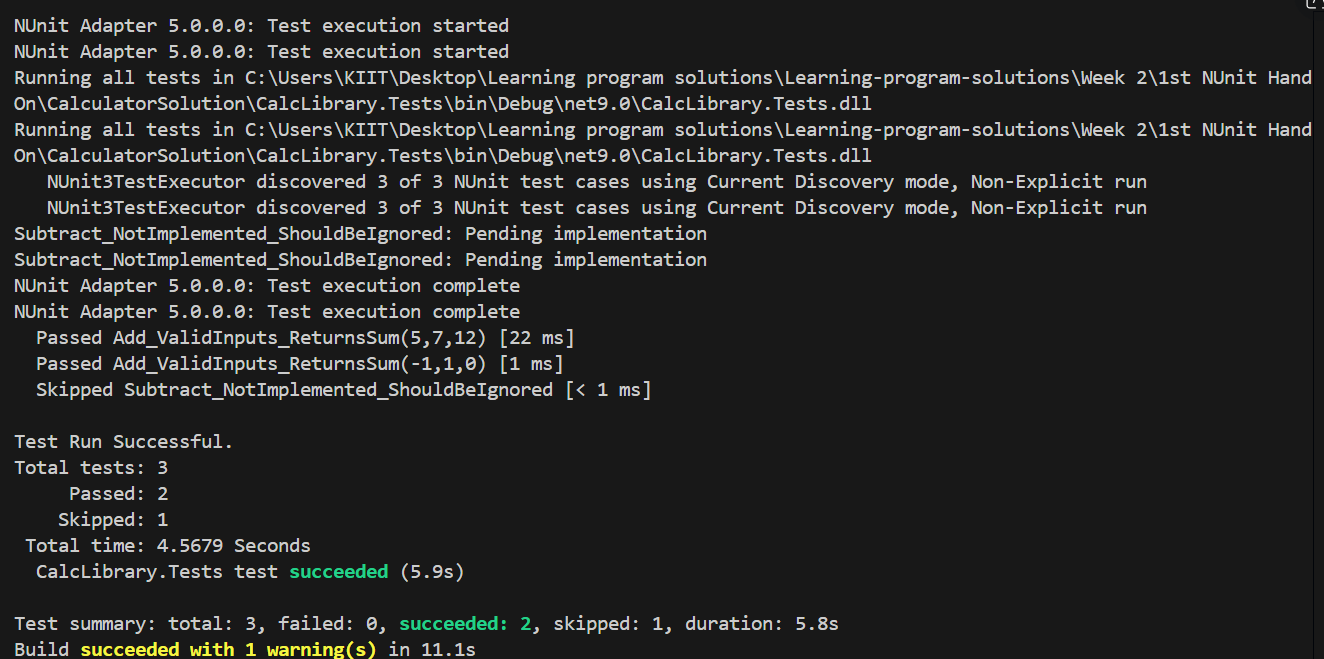 NUnit Adapter 5.0.0.0: Test execution started
NUnit Adapter 5.0.0.0: Test execution started
Running all tests in C:\Users\KIIT\Desktop\Learning program solutions\Learning-program-solutions\Week 2\1st NUnit Hand
On\CalculatorSolution\CalcLibrary.Tests\bin\Debug\net9.0\CalcLibrary.Tests.dll
Running all tests in C:\Users\KIIT\Desktop\Learning program solutions\Learning-program-solutions\Week 2\1st NUnit Hand
On\CalculatorSolution\CalcLibrary.Tests\bin\Debug\net9.0\CalcLibrary.Tests.dll
   NUnit3TestExecutor discovered 3 of 3 NUnit test cases using Current Discovery mode, Non-Explicit run
   NUnit3TestExecutor discovered 3 of 3 NUnit test cases using Current Discovery mode, Non-Explicit run
Subtract_NotImplemented_ShouldBeIgnored: Pending implementation
Subtract_NotImplemented_ShouldBeIgnored: Pending implementation
NUnit Adapter 5.0.0.0: Test execution complete
NUnit Adapter 5.0.0.0: Test execution complete
  Passed Add_ValidInputs_ReturnsSum(5,7,12) [22 ms]
  Passed Add_ValidInputs_ReturnsSum(-1,1,0) [1 ms]
  Skipped Subtract_NotImplemented_ShouldBeIgnored [< 1 ms]

Test Run Successful.
Total tests: 3
     Passed: 2
    Skipped: 1
 Total time: 4.5679 Seconds
  CalcLibrary.Tests test succeeded (5.9s)

Test summary: total: 3, failed: 0, succeeded: 2, skipped: 1, duration: 5.8s
Build succeeded with 1 warning(s) in 11.1s